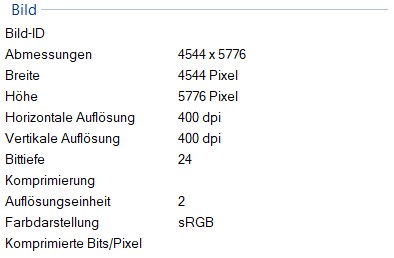 Bild
Bild-ID
Abmessungen 4544 x 5776
Breite 4544 Pixel
Höhe 5776 Pixel
Horizontale Auflösung 400 dpi
Vertikale Auflösung 400 dpi
Bittiefe 24
Komprimierung
Auflösungseinheit 2
Farbdarstellung sRGB
Komprimierte Bits/Pixel